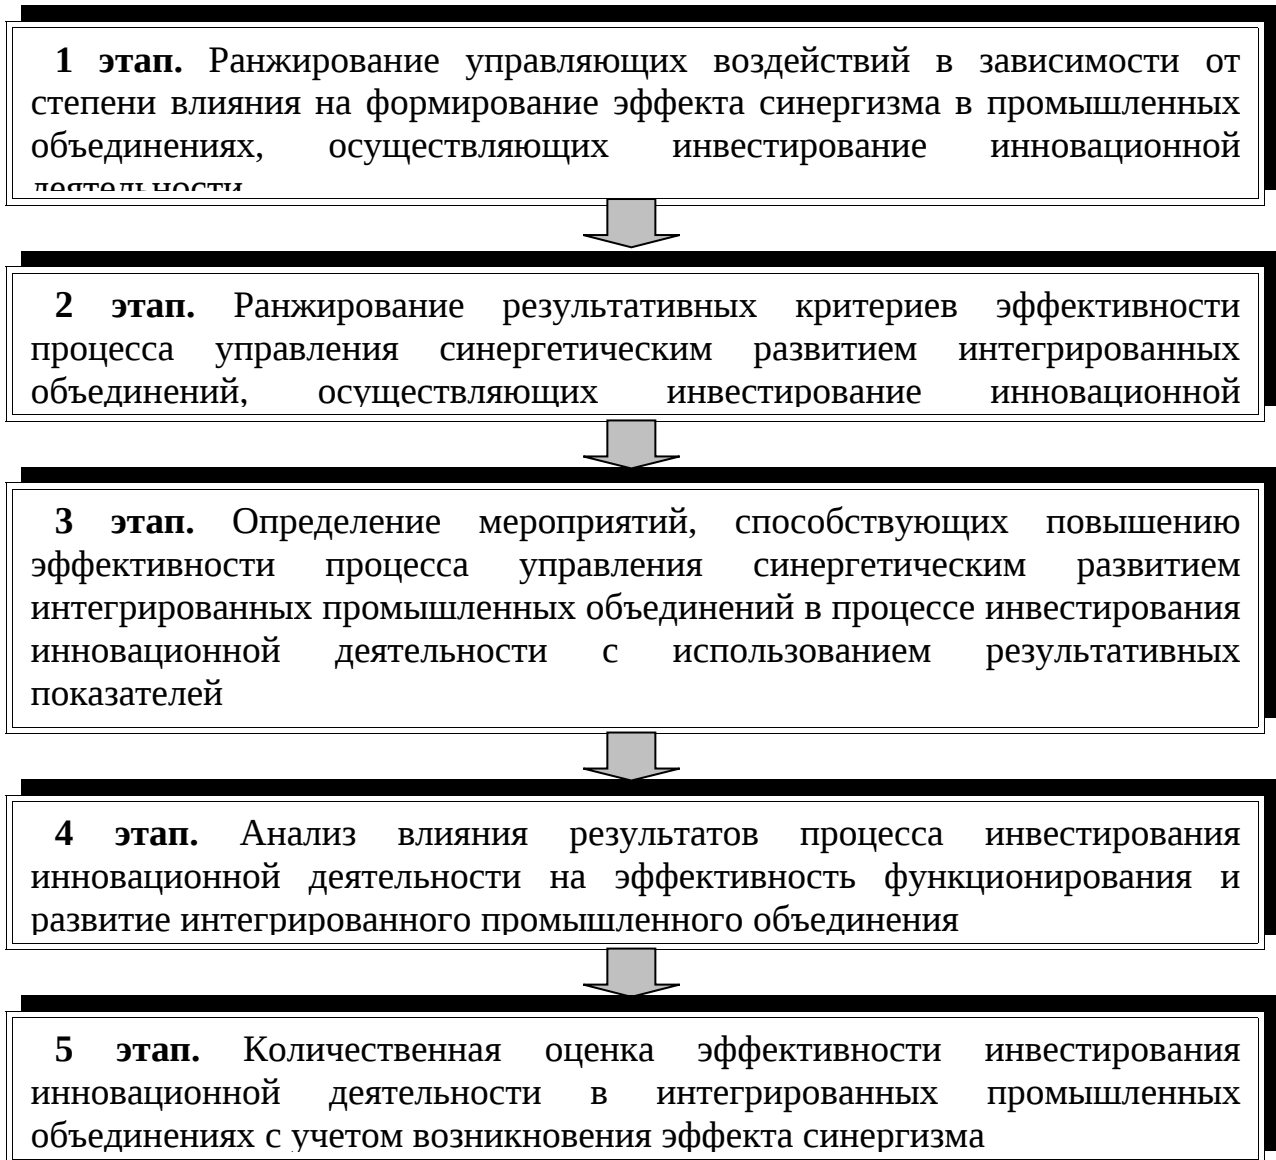 1 этап. Ранжирование управляющих воздействий в зависимости от
степени влияния на формирование эффекта синергизма в промышленных
объединениях, осуществляющих инвестирование инновационной
деятельности
2 этап. Ранжирование результативных критериев эффективности
процесса управления синергетическим развитием интегрированных
объединений, осуществляющих инвестирование инновационной
3 этап. Определение мероприятий, способствующих повышению
эффективности процесса управления синергетическим развитием
интегрированных промышленных объединений в процессе инвестирования
инновационной деятельности с использованием результативных
показателей
4 этап. Анализ влияния результатов процесса инвестирования
инновационной деятельности на эффективность функционирования и
развитие интегрированного промышленного объединения
5 этап. Количественная оценка эффективности инвестирования
инновационной деятельности в интегрированных промышленных
объединениях с учетом возникновения эффекта синергизма